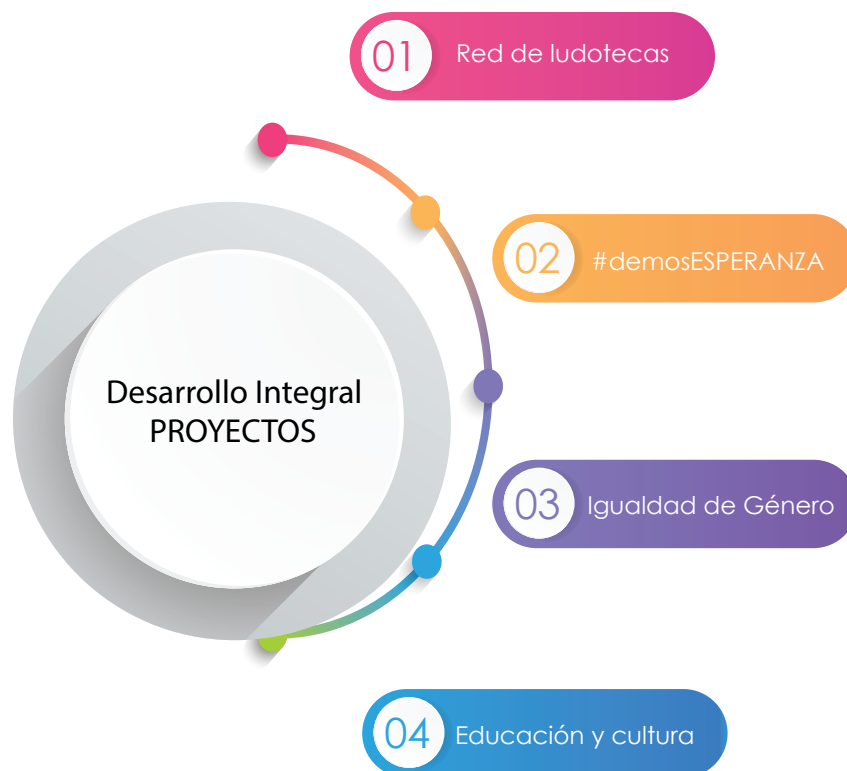 01 Red de ludotecas
02 #demosESPERANZA
Desarrollo Integral
PROYECTOS
03 Igualdad de Género
04 Educación y cultura